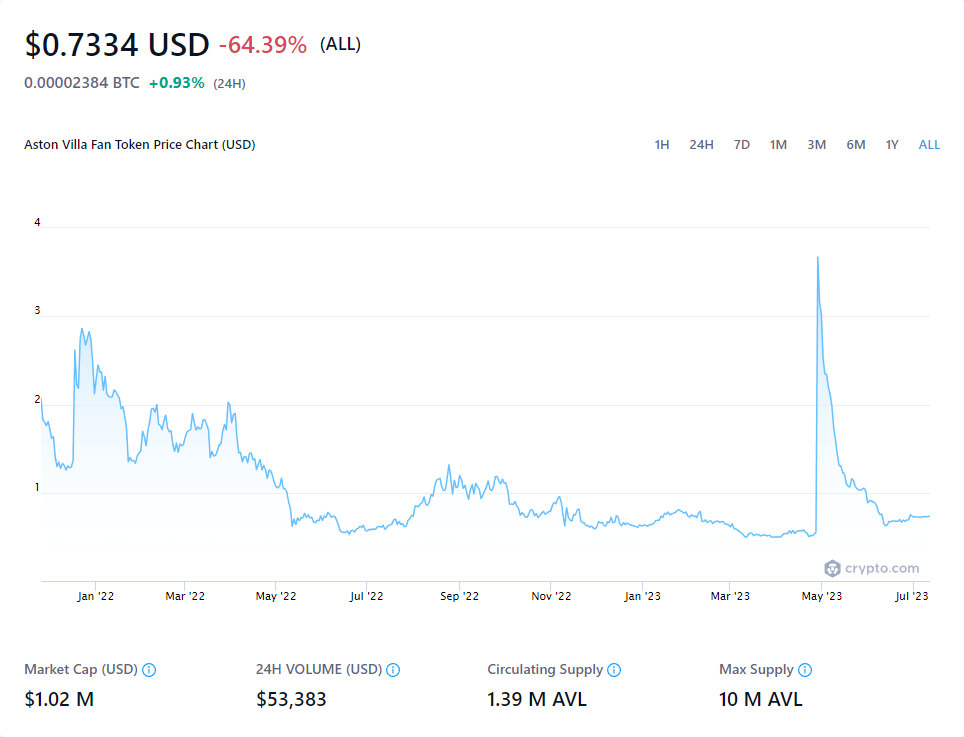 $0.7334 USD -64.39% (ALL)
0.00002384 BTC +0.93% (24H)
Aston Villa Fan Token Price Chart (USD) 1H 24H 7D 1M 3M 6M 1Y ALL
4
3
2
1
crypto.com
Jan '22 Mar '22 May '22 Jul '22 Sep '22 Nov '22 Jan '23 Mar '23 May '23 Jul '23
Market Cap (USD) 24H VOLUME (USD) Circulating Supply Max Supply
$1.02 M $53,383 1.39 M AVL 10 M AVL